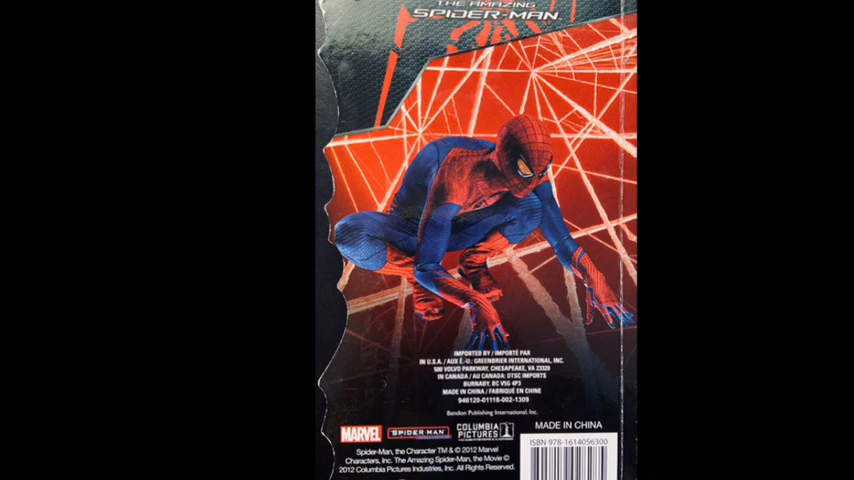 THE AMAZING
SPIDER-MAN.
IMPORTED BY / IMPORTÉ PAR
IN U.S.A. / AUX É.-U.: GREENBRIER INTERNATIONAL, INC.
500 VOLVO PARKWAY, CHESAPEAKE, VA 23320
IN CANADA / AU CANADA: DTSC IMPORTS
BURNABY, BC V5G 4P3
MADE IN CHINA / FABRIQUÉ EN CHINE
946120-01118-002-1309
Bendon Publishing International, Inc.
MARVEL
SPIDER-MAN
COLUMBIA
PICTURES
MADE IN CHINA
ISBN 978-1614056300
Spider-Man, the Character TM & © 2012 Marvel
Characters, Inc. The Amazing Spider-Man, the Movie ©
2012 Columbia Pictures Industries, Inc. All Rights Reserved.